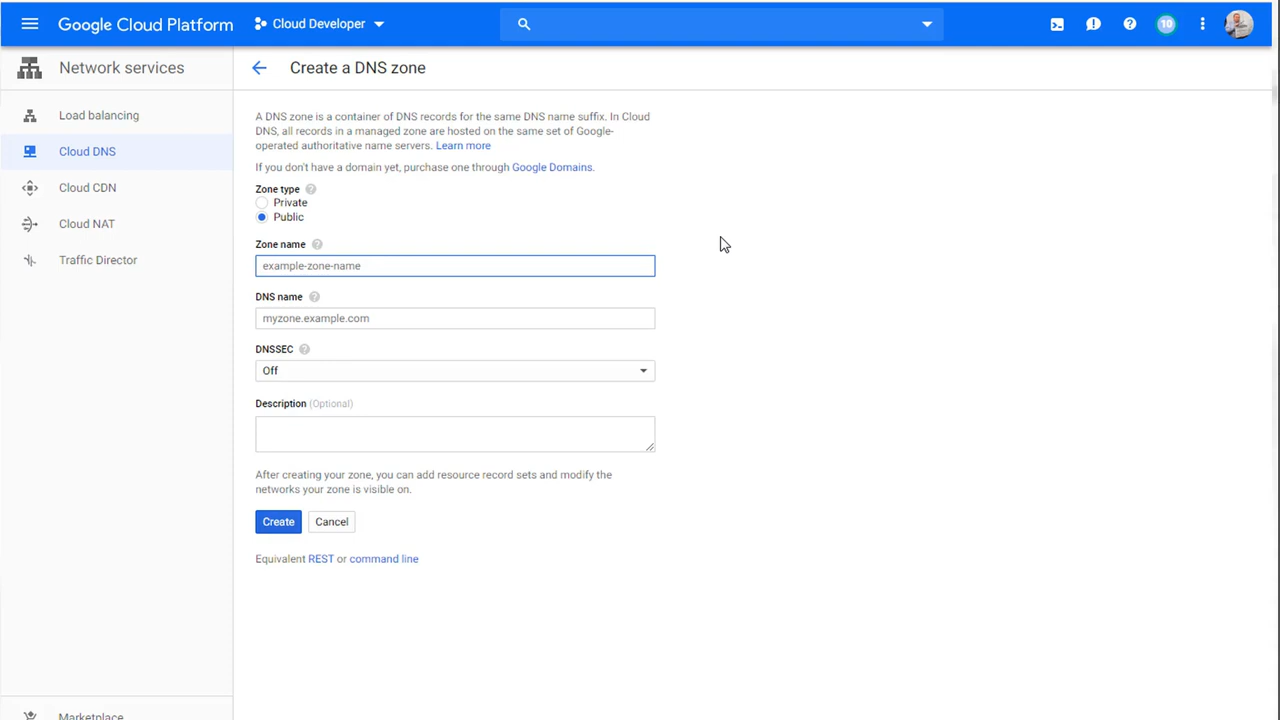 Google Cloud Platform
Cloud Developer
10
Network services
Create a DNS zone
Load balancing
Cloud DNS
Cloud CDN
Cloud NAT
Traffic Director
Marketplace
A DNS zone is a container of DNS records for the same DNS name suffix. In Cloud
DNS, all records in a managed zone are hosted on the same set of Google-
operated authoritative name servers. Learn more
If you don't have a domain yet, purchase one through Google Domains.
Zone type ?
Private
Public
Zone name ?
example-zone-name
DNS name ?
myzone.example.com
DNSSEC ?
Off
Description (Optional)
After creating your zone, you can add resource record sets and modify the
networks your zone is visible on.
Create Cancel
Equivalent REST or command line